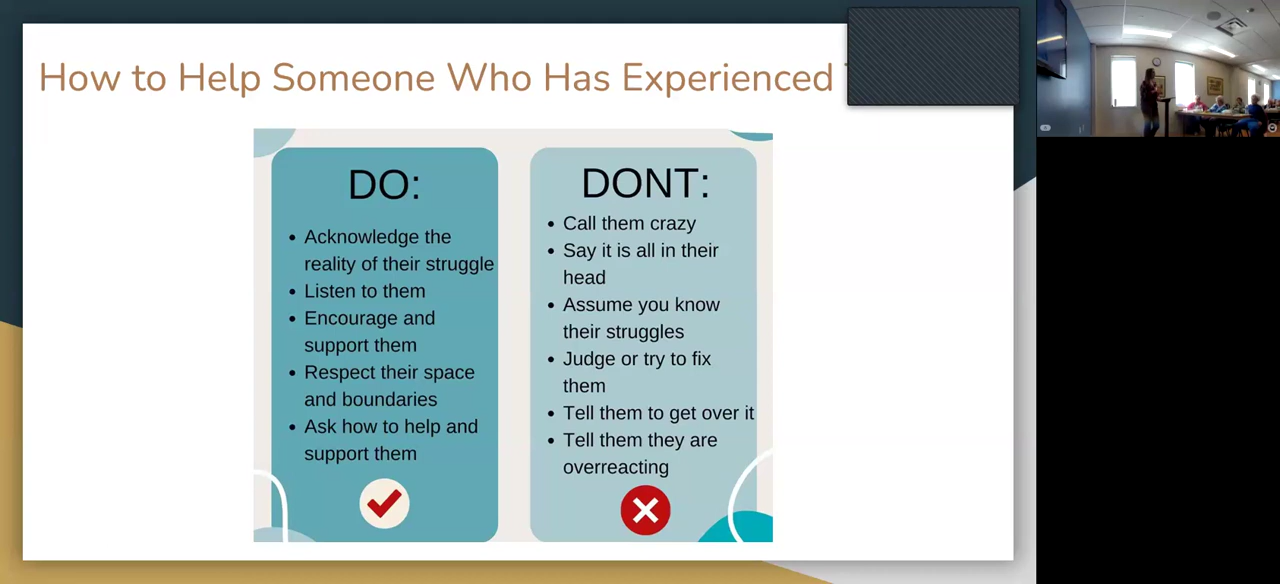 How to Help Someone Who Has Experienced
DO:
• Acknowledge the
reality of their struggle
• Listen to them
• Encourage and
support them
• Respect their space
and boundaries
• Ask how to help and
support them
DONT:
• Call them crazy
• Say it is all in their
head
• Assume you know
their struggles
• Judge or try to fix
them
• Tell them to get over it
• Tell them they are
overreacting